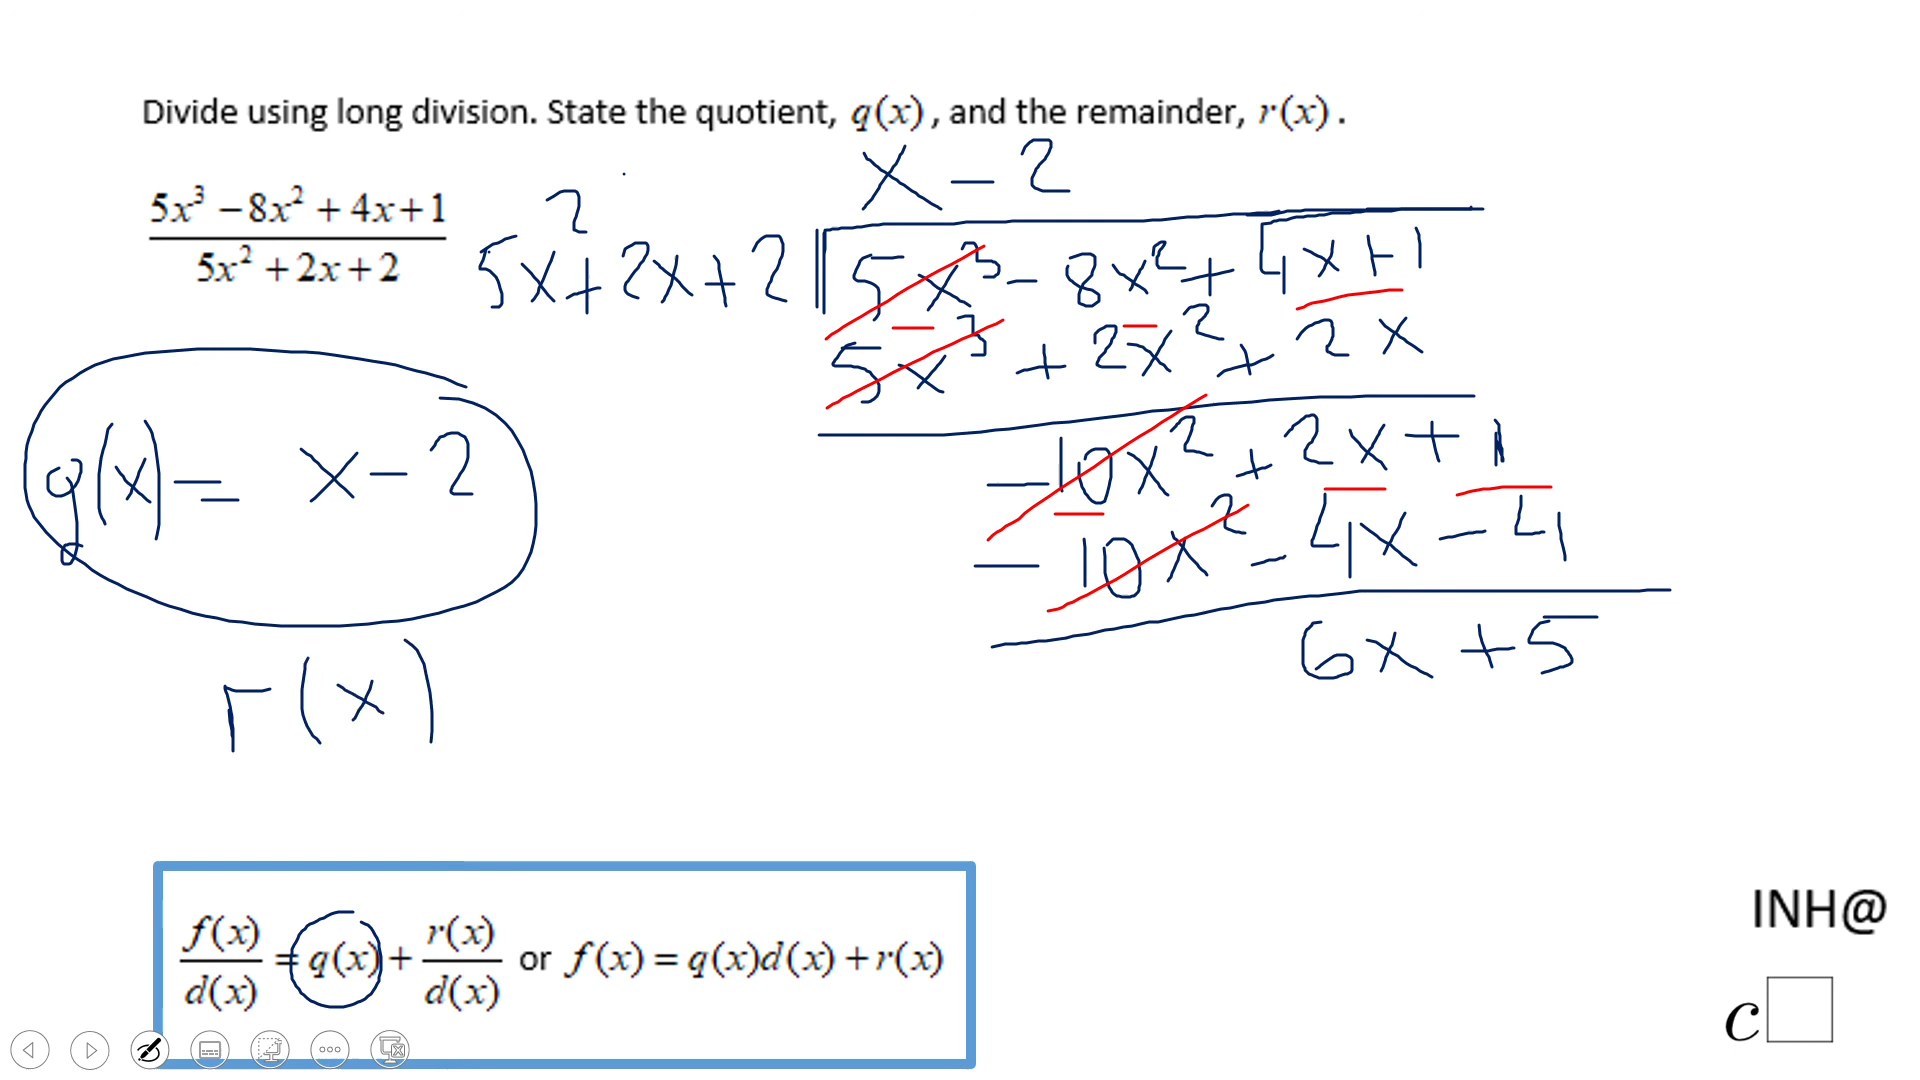 Divide using long division. State the quotient, q(x), and the remainder, r(x).
x - 2
5x³ - 8x² + 4x + 1
5x² + 2x + 2
5x² + 2x + 2 5x³ - 8x² + 4x + 1
5x³ + 2x² + 2x
-10x² + 2x + 1
-10x² - 4x - 4
6x + 5
q(x) = x - 2
r(x)
f(x)/d(x) = q(x) + r(x)/d(x) or f(x) = q(x)d(x) + r(x)
INH@
c